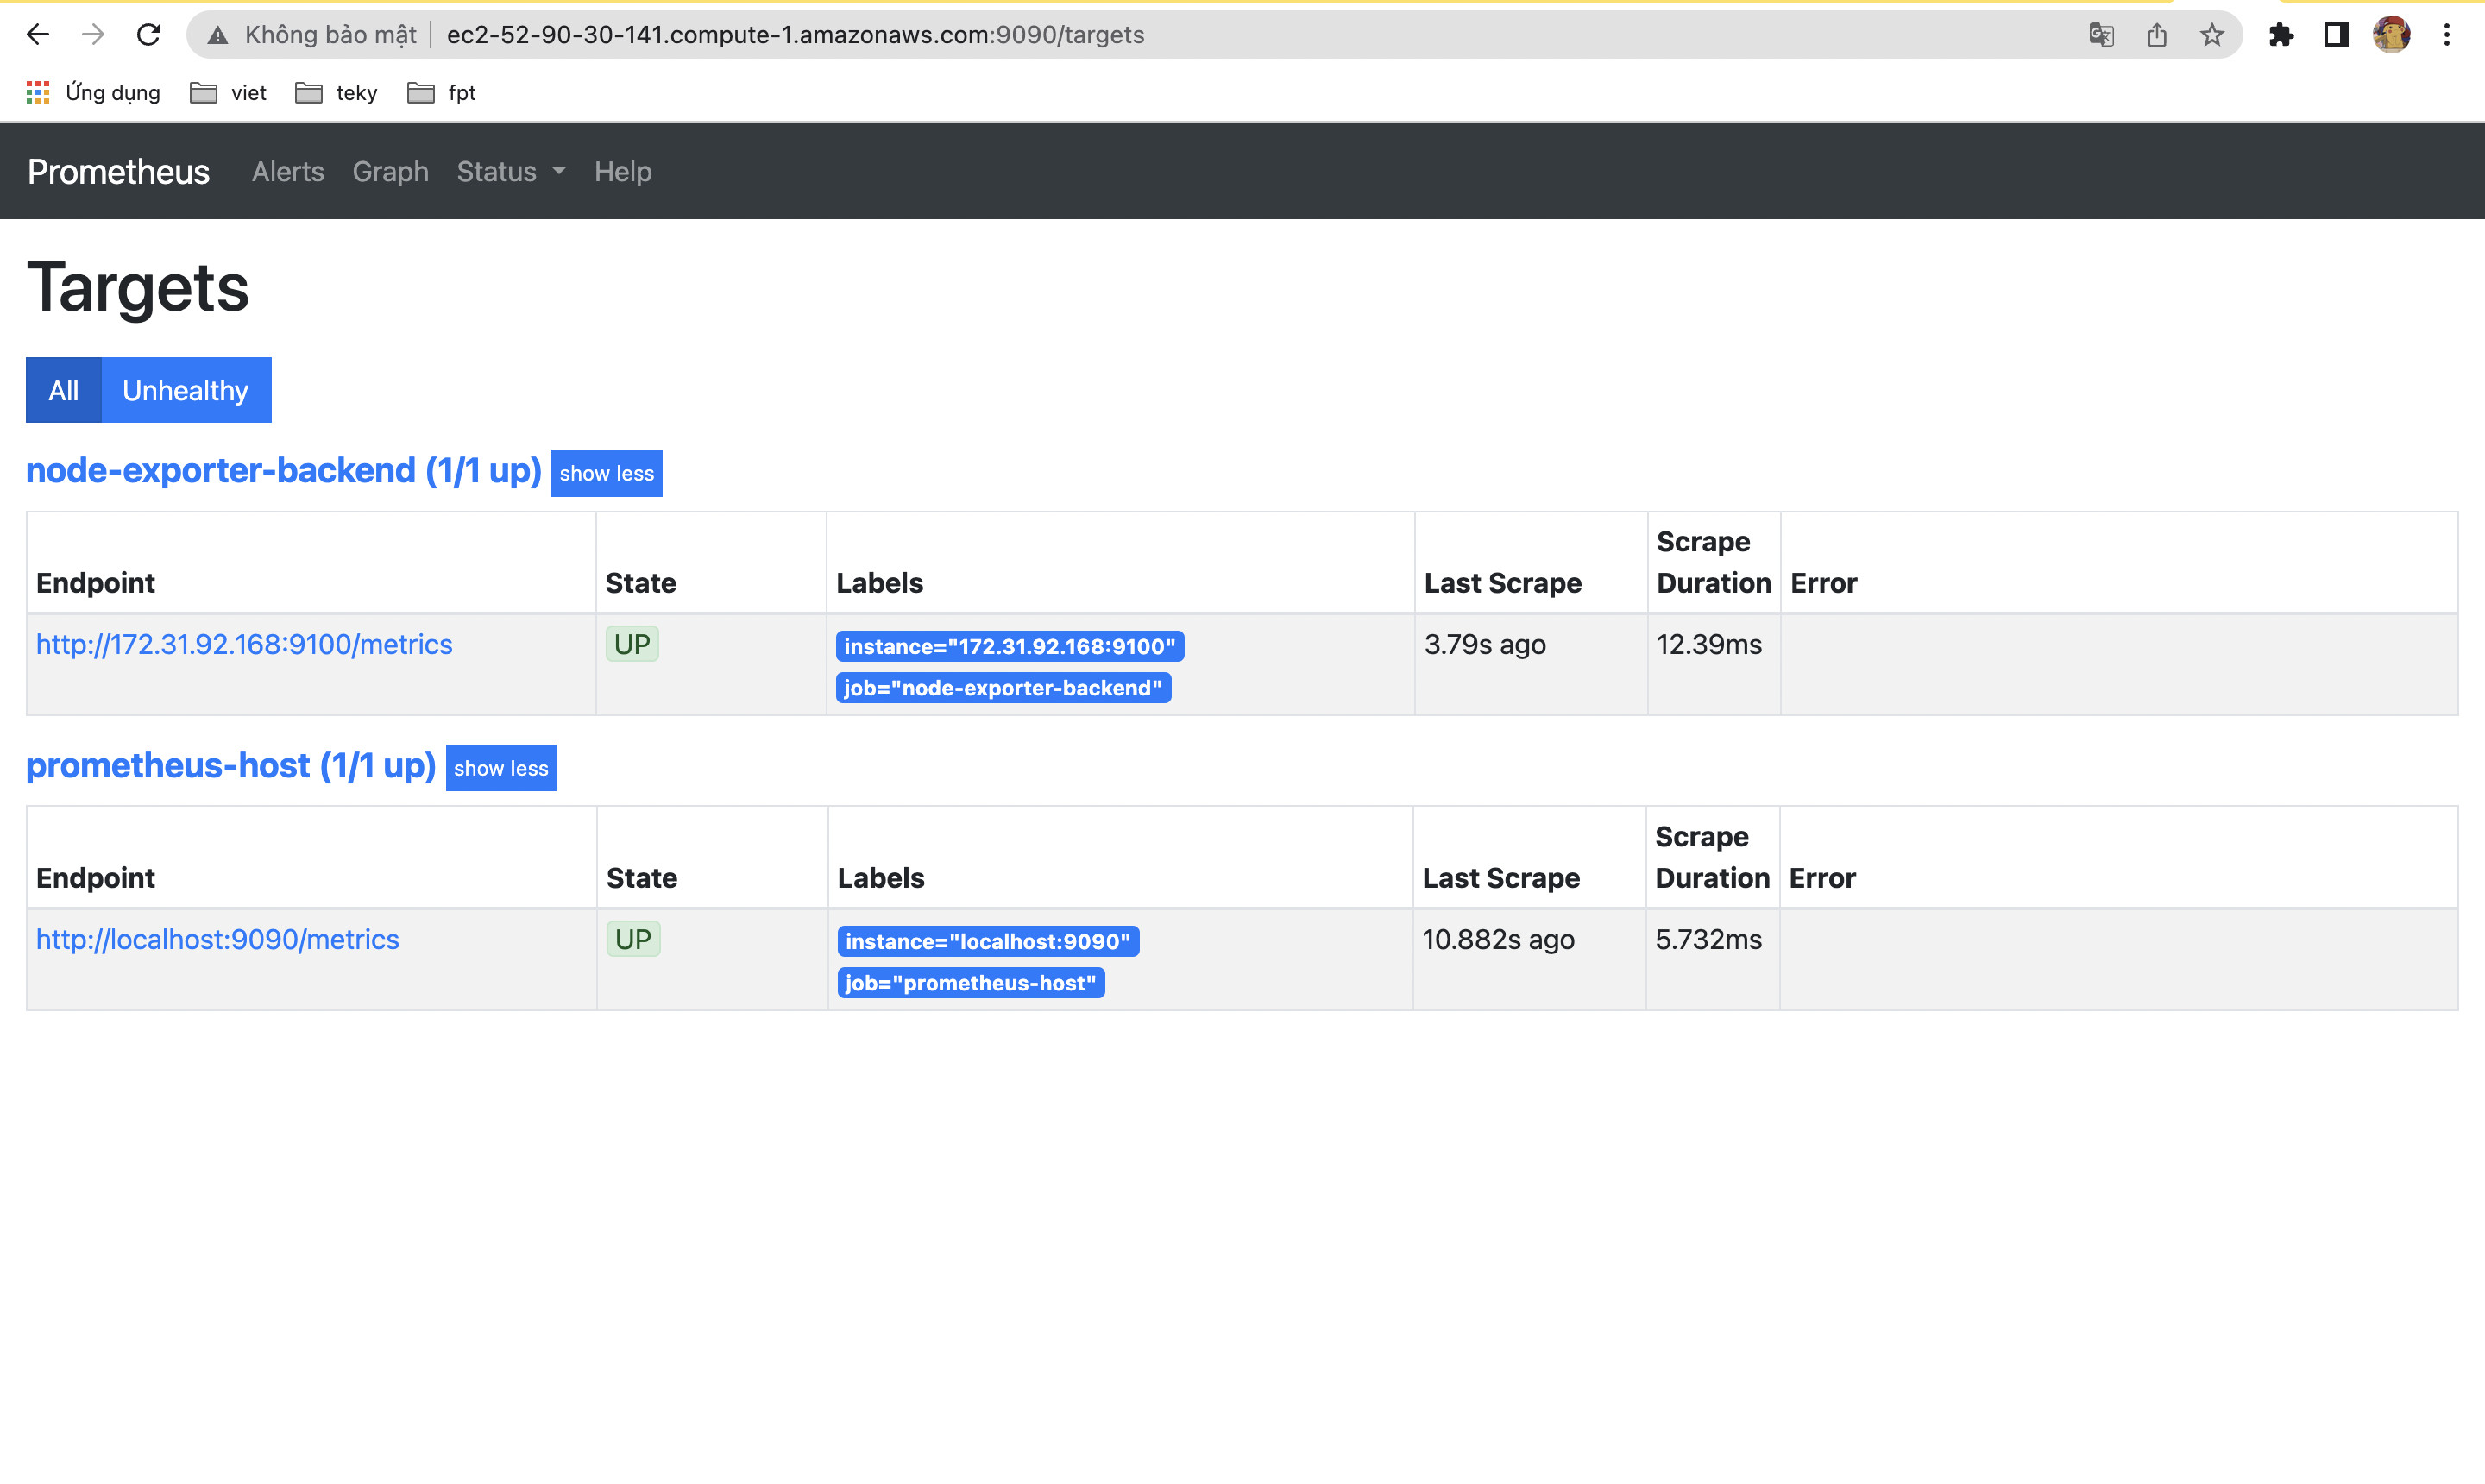 Không bảo mật ec2-52-90-30-141.compute-1.amazonaws.com:9090/targets
Ứng dụng viet teky fpt
Prometheus Alerts Graph Status Help
Targets
All Unhealthy
node-exporter-backend (1/1 up) show less
Endpoint State Labels Last Scrape Scrape Duration Error
http://172.31.92.168:9100/metrics UP instance="172.31.92.168:9100" 3.79s ago 12.39ms
job="node-exporter-backend"
prometheus-host (1/1 up) show less
Endpoint State Labels Last Scrape Scrape Duration Error
http://localhost:9090/metrics UP instance="localhost:9090" 10.882s ago 5.732ms
job="prometheus-host"